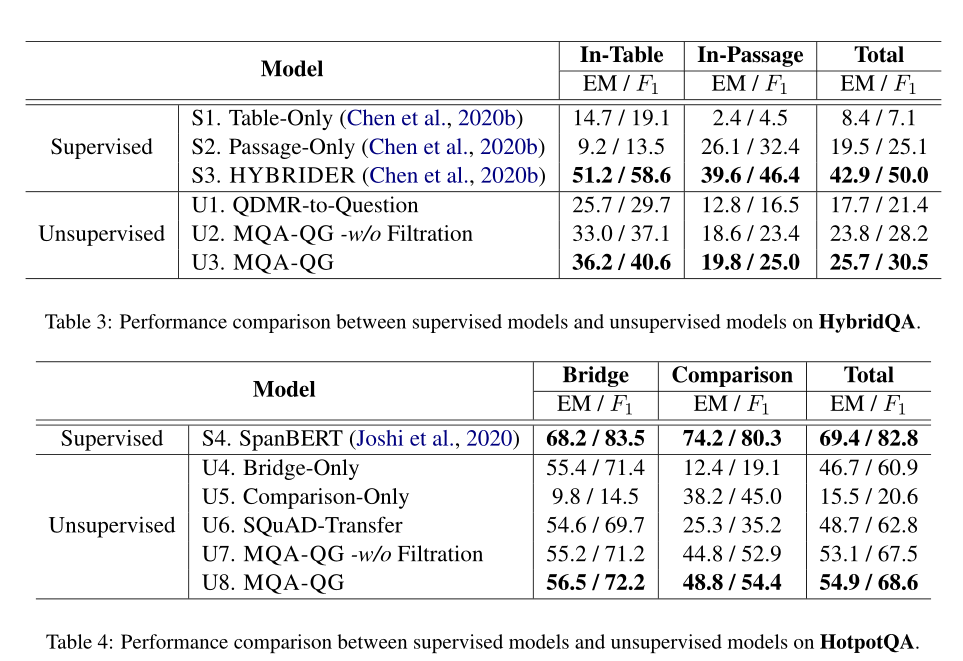 Model In-Table In-Passage Total
EM / F1 EM / F1 EM / F1
Supervised S1. Table-Only (Chen et al., 2020b) 14.7 / 19.1 2.4 / 4.5 8.4 / 7.1
S2. Passage-Only (Chen et al., 2020b) 9.2 / 13.5 26.1 / 32.4 19.5 / 25.1
S3. HYBRIDER (Chen et al., 2020b) 51.2 / 58.6 39.6 / 46.4 42.9 / 50.0
Unsupervised U1. QDMR-to-Question 25.7 / 29.7 12.8 / 16.5 17.7 / 21.4
U2. MQA-QG -w/o Filtration 33.0 / 37.1 18.6 / 23.4 23.8 / 28.2
U3. MQA-QG 36.2 / 40.6 19.8 / 25.0 25.7 / 30.5
Table 3: Performance comparison between supervised models and unsupervised models on HybridQA.
Model Bridge Comparison Total
EM / F1 EM / F1 EM / F1
Supervised S4. SpanBERT (Joshi et al., 2020) 68.2 / 83.5 74.2 / 80.3 69.4 / 82.8
Unsupervised U4. Bridge-Only 55.4 / 71.4 12.4 / 19.1 46.7 / 60.9
U5. Comparison-Only 9.8 / 14.5 38.2 / 45.0 15.5 / 20.6
U6. SQuAD-Transfer 54.6 / 69.7 25.3 / 35.2 48.7 / 62.8
U7. MQA-QG -w/o Filtration 55.2 / 71.2 44.8 / 52.9 53.1 / 67.5
U8. MQA-QG 56.5 / 72.2 48.8 / 54.4 54.9 / 68.6
Table 4: Performance comparison between supervised models and unsupervised models on HotpotQA.